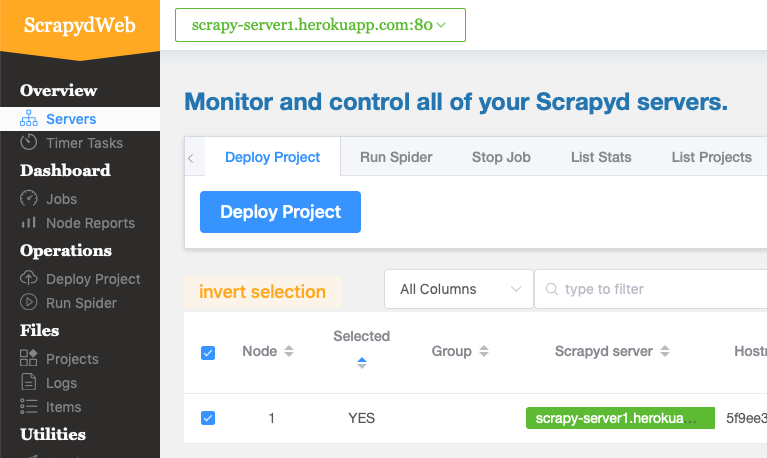 ScrapydWeb
scrapy-server1.herokuapp.com:80
Overview
Servers
Timer Tasks
Dashboard
Jobs
Node Reports
Operations
Deploy Project
Run Spider
Files
Projects
Logs
Items
Utilities
Monitor and control all of your Scrapyd servers.
Deploy Project Run Spider Stop Job List Stats List Projects
Deploy Project
invert selection All Columns type to filter
Node Selected Group Scrapyd server Hostn
1 YES scrapy-server1.herokua... 5f9ee3